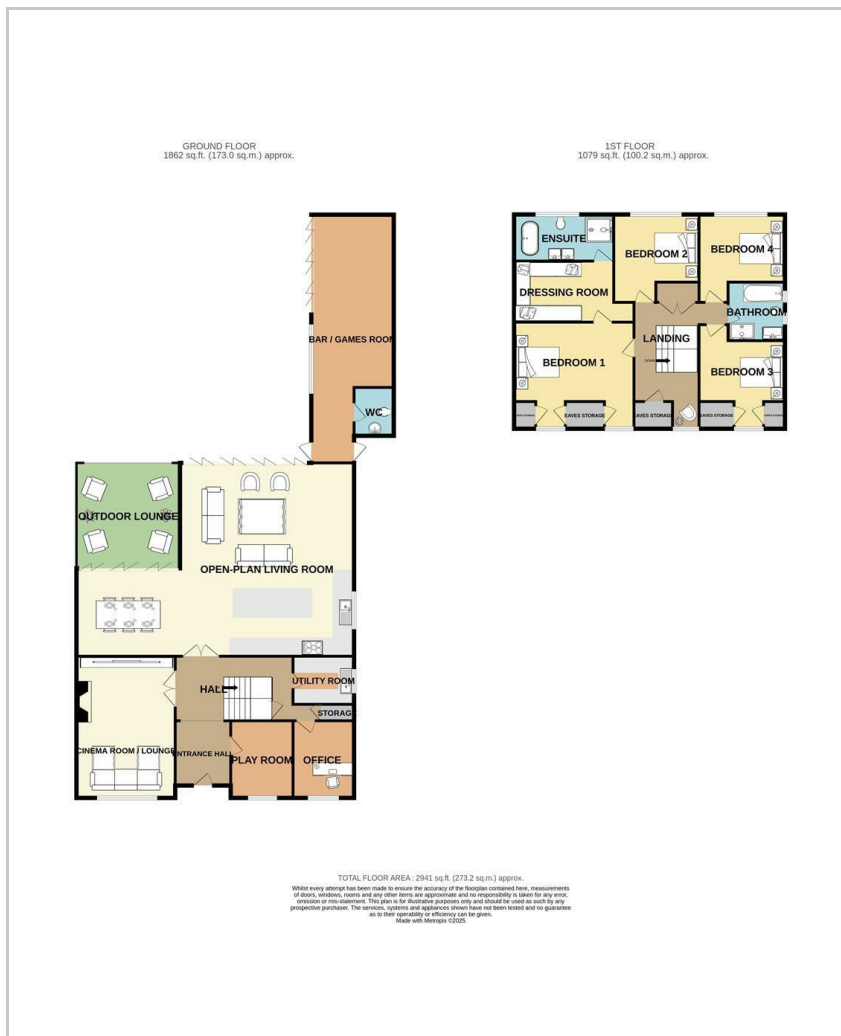 GROUND FLOOR
1862 sq.ft. (173.0 sq.m.) approx.
1ST FLOOR
1079 sq.ft. (100.2 sq.m.) approx.
ENSUITE
BEDROOM 2
BEDROOM 4
DRESSING ROOM
BATHROOM
LANDING
DOWN
BEDROOM 1
BEDROOM 3
EAVES STORAGE
EAVES STORAGE
EAVES STORAGE
BAR / GAMES ROOM
WC
OUTDOOR LOUNGE
OPEN-PLAN LIVING ROOM
HALL
UTILITY ROOM
STORAGE
CINEMA ROOM / LOUNGE
ENTRANCE HALL
PLAY ROOM
OFFICE
TOTAL FLOOR AREA : 2941 sq.ft. (273.2 sq.m.) approx.
Whilst every attempt has been made to ensure the accuracy of the floorplan contained here, measurements
of doors, windows, rooms and any other items are approximate and no responsibility is taken for any error,
omission or mis-statement. This plan is for illustrative purposes only and should be used as such by any
prospective purchaser. The services, systems and appliances shown have not been tested and no guarantee
as to their operability or efficiency can be given.
Made with Metropix ©2025